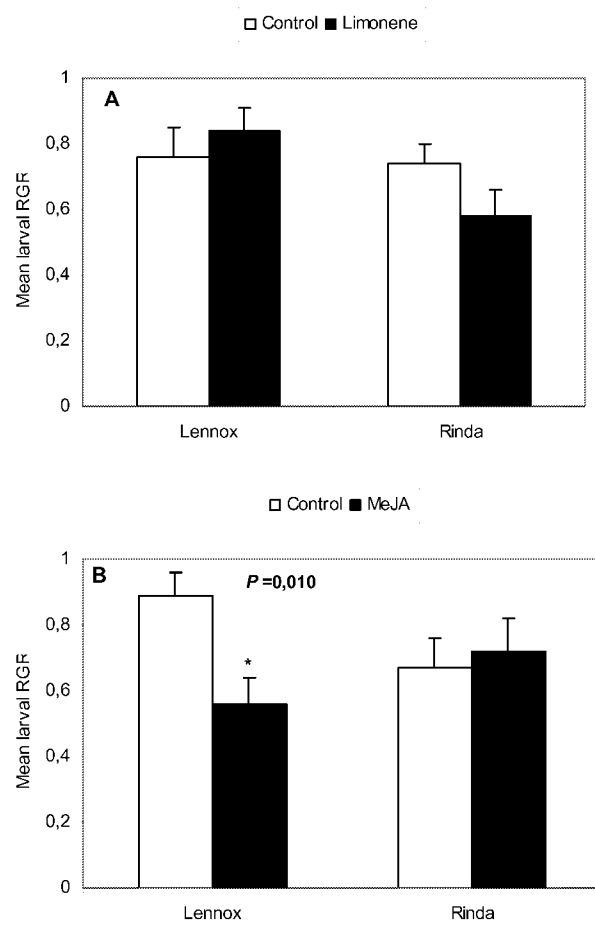 Control Limonene
A
1
0,8
0,6
0,4
0,2
0
Mean larval RGR
Lennox Rinda
Control MeJA
B
P =0,010
*
1
0,8
0,6
0,4
0,2
0
Mean larval RGR
Lennox Rinda